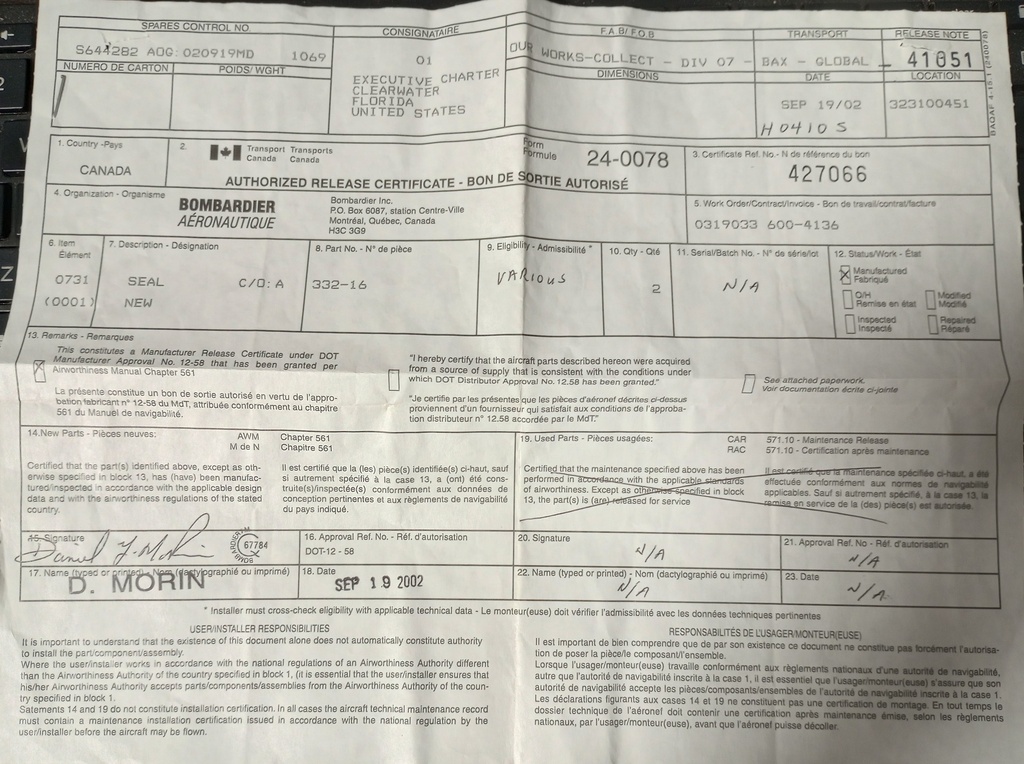 SPARES CONTROL NO.
S644282 AOG:020919MD 1069
NUMERO DE CARTON
POIDS/WGHT
CONSIGNATAIRE
01
EXECUTIVE CHARTER
CLEARWATER
FLORIDA
UNITED STATES
F.A.B/F.O.B
OUR WORKS-COLLECT - DIV 07 - BAX - GLOBAL
DIMENSIONS
TRANSPORT
DATE
SEP 19/02
H0410S
RELEASE NOTE
41851
LOCATION
323100451
1. Country -Pays
CANADA
2.
Transport Transports
Canada Canada
Form
Formule
24-0078
AUTHORIZED RELEASE CERTIFICATE - BON DE SORTIE AUTORISÉ
3. Certificate Ref. No.- N de référence du bon
427066
4. Organization - Organisme
BOMBARDIER
AÉRONAUTIQUE
Bombardier Inc.
P.O. Box 6087, station Centre-Ville
Montréal, Québec, Canada
H3C 3G9
5. Work Order/Contract/Invoice - Bon de travail/contrat/facture
0319033 600-4136
6. Item
Élément
0731
(0001)
7. Description - Désignation
SEAL C/O:A
NEW
8. Part No. - N° de pièce
332-16
9. Eligibility - Admissibilité *
VARIOUS
10. Qty - Qté
2
11. Serial/Batch No. - N° de série/lot
N/A
12. Status/Work - État
Manufactured
Fabriqué
O/H
Remise en état
Modified
Modifié
Inspected
Inspecté
Repaired
Réparé
13. Remarks - Remarques
This constitutes a Manufacturer Release Certificate under DOT
Manufacturer Approval No. 12-58 that has been granted per
Airworthiness Manual Chapter 561
La présente constitue un bon de sortie autorisé en vertu de l'appro-
bation fabricant n° 12-58 du MdT, attribuée conformément au chapitre
561 du Manuel de navigabilité.
"I hereby certify that the aircraft parts described hereon were acquired
from a source of supply that is consistent with the conditions under
which DOT Distributor Approval No. 12.58 has been granted."
"Je certifie par les présentes que les pièces d'aéronef décrites ci-dessus
proviennent d'un fournisseur qui satisfait aux conditions de l'approba-
tion distributeur n° 12.58 accordée par le MdT."
See attached paperwork.
Voir documentation écrite ci-jointe
14.New Parts - Pièces neuves:
AWM Chapter 561
M de N Chapitre 561
Certified that the part(s) identified above, except as oth-
erwise specified in block 13, has (have) been manufac-
tured/inspected in accordance with the applicable design
data and with the airworthiness regulations of the stated
country.
Il est certifié que la (les) pièce(s) identifiée(s) ci-haut, sauf
si autrement spécifié à la case 13, a (ont) été cons-
truite(s)/inspectée(s) conformément aux données de
conception pertinentes et aux règlements de navigabilité
du pays indiqué.
19. Used Parts - Pièces usagées:
CAR 571.10 - Maintenance Release
RAC 571.10 - Certification après maintenance
Certified that the maintenance specified above has been
performed in accordance with the applicable standards
of airworthiness. Except as otherwise specified in block
13, the part(s) is (are) released for service
Il est certifié que la maintenance spécifiée ci-haut, a été
effectuée conformément aux normes de navigabilité
applicables. Sauf si autrement spécifié, à la case 13, la
remise en service de la (des) pièce(s) est autorisée.
15. Signature
Daniel J. Morin
67784
16. Approval Ref. No. - Réf. d'autorisation
DOT-12 - 58
20. Signature
N/A
21. Approval Ref. No - Réf. d'autorisation
N/A
17. Name (typed or printed) - Nom (dactylographié ou imprimé)
D. MORIN
18. Date
SEP 19 2002
22. Name (typed or printed) - Nom (dactylographié ou imprimé)
N/A
23. Date
N/A
* Installer must cross-check eligibility with applicable technical data - Le monteur(euse) doit vérifier l'admissibilité avec les données techniques pertinentes
USER/INSTALLER RESPONSIBILITIES
It is important to understand that the existence of this document alone does not automatically constitute authority
to install the part/component/assembly.
Where the user/installer works in accordance with the national regulations of an Airworthiness Authority different
than the Airworthiness Authority of the country specified in block 1, (it is essential that the user/installer ensures that
his/her Airworthiness Authority accepts parts/components/assemblies from the Airworthiness Authority of the coun-
try specified in block 1.
Satements 14 and 19 do not constitute installation certification. In all cases the aircraft technical maintenance record
must contain a maintenance installation certification issued in accordance with the national regulation by the
user/installer before the aircraft may be flown.
RESPONSABILITÉS DE L'USAGER/MONTEUR(EUSE)
Il est important de bien comprendre que de par son existence ce document ne constitue pas forcément l'autorisa-
tion de poser la pièce/le composant/l'ensemble.
Lorsque l'usager/monteur(euse) travaille conformément aux règlements nationaux d'une autorité de navigabilité,
autre que l'autorité de navigabilité inscrite à la case 1, il est essentiel que l'usager/monteur(euse) s'assure que son
autorité de navigabilité accepte les pièces/composants/ensembles de l'autorité de navigabilité inscrite à la case 1.
Les déclarations figurants aux cases 14 et 19 ne constituent pas une certification de montage. En tout temps le
dossier technique de l'aéronef doit contenir une certification après maintenance émise, selon les règlements
nationaux, par l'usager/monteur(euse), avant que l'aéronef puisse décoller.